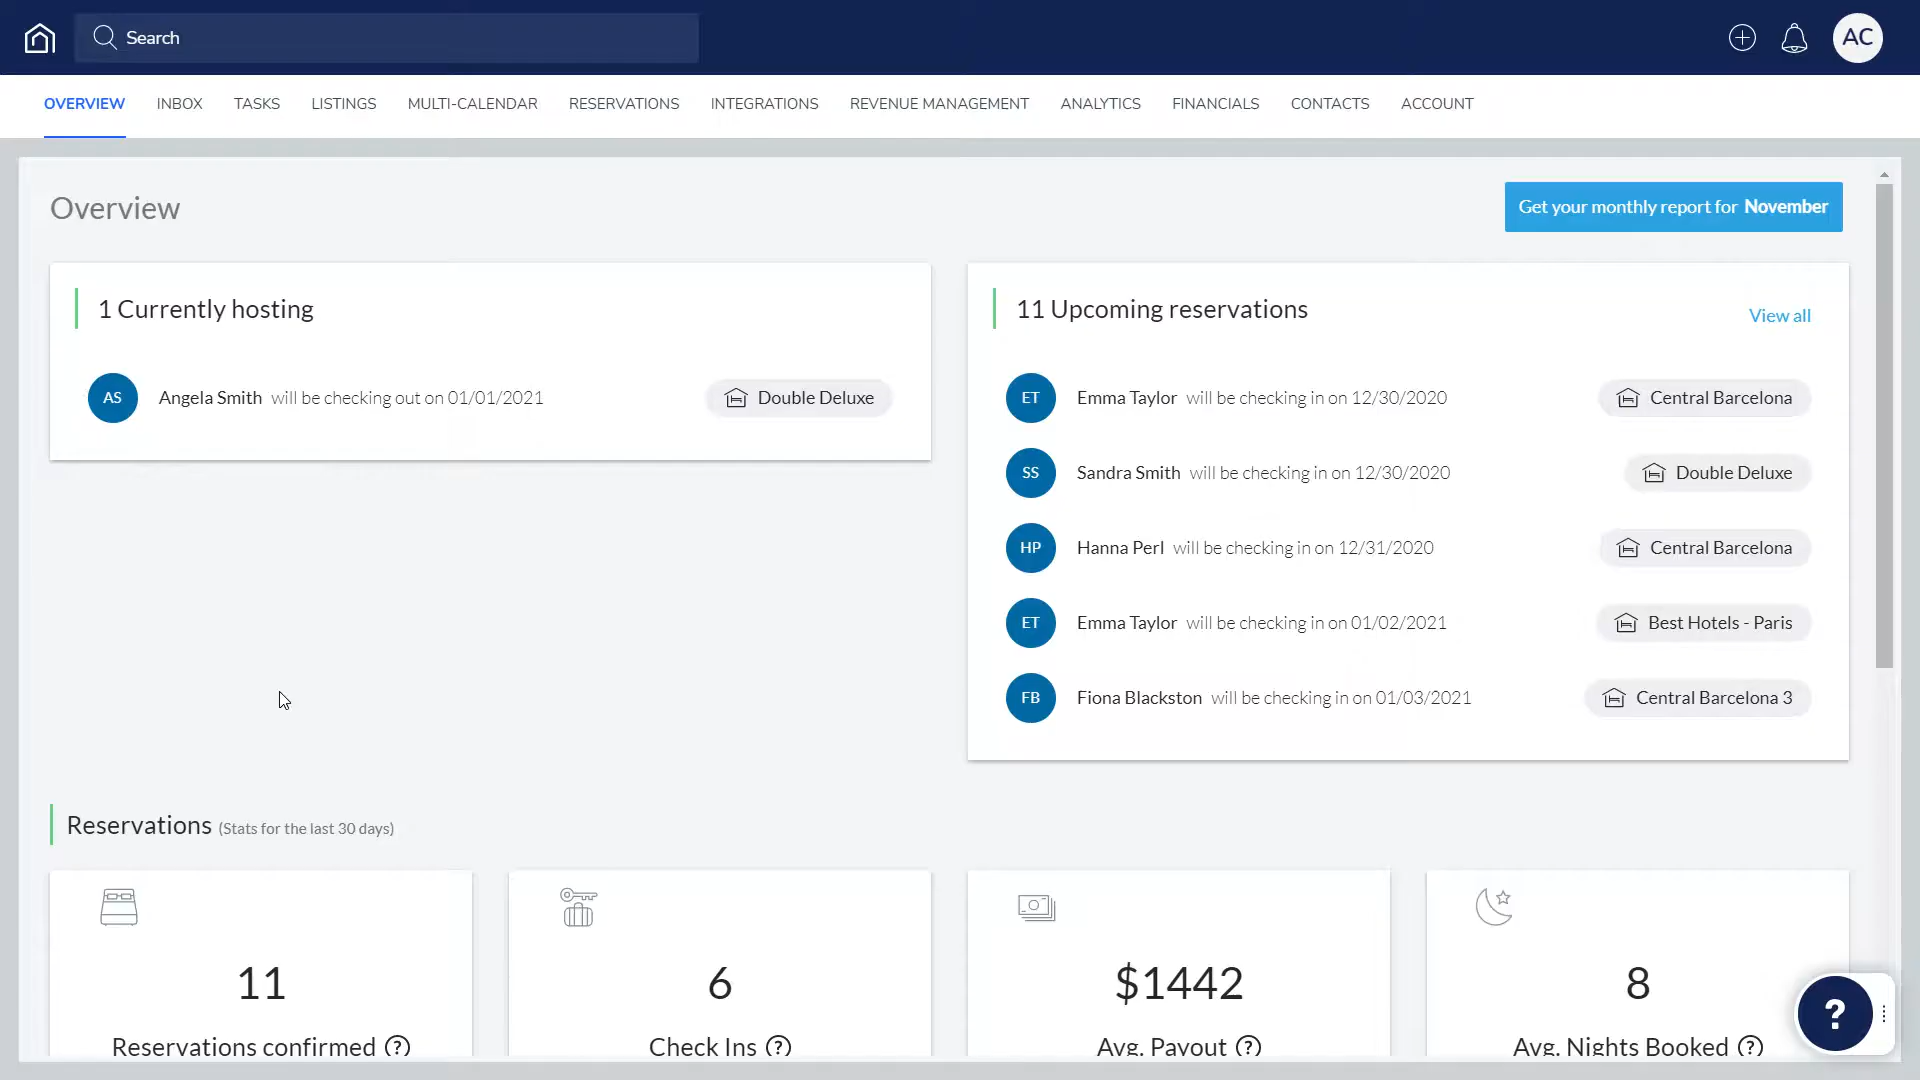 Search
AC
OVERVIEW INBOX TASKS LISTINGS MULTI-CALENDAR RESERVATIONS INTEGRATIONS REVENUE MANAGEMENT ANALYTICS FINANCIALS CONTACTS ACCOUNT
Overview
Get your monthly report for November
1 Currently hosting
AS Angela Smith will be checking out on 01/01/2021 Double Deluxe
11 Upcoming reservations
View all
ET Emma Taylor will be checking in on 12/30/2020 Central Barcelona
SS Sandra Smith will be checking in on 12/30/2020 Double Deluxe
HP Hanna Perl will be checking in on 12/31/2020 Central Barcelona
ET Emma Taylor will be checking in on 01/02/2021 Best Hotels - Paris
FB Fiona Blackston will be checking in on 01/03/2021 Central Barcelona 3
Reservations (Stats for the last 30 days)
11
Reservations confirmed ?
6
Check Ins ?
$1442
Avg. Payout ?
8
Avg. Nights Booked ?
?